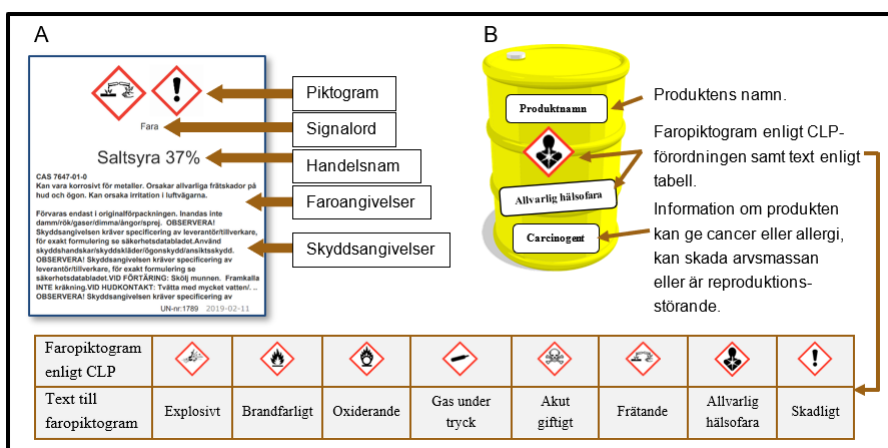 A
Fara
Saltsyra 37%
CAS 7647-01-0
Kan vara korrosivt för metaller. Orsakar allvarliga frätskador på
hud och ögon. Kan orsaka irritation i luftvägarna.
Förvaras endast i originalförpackningen. Inandas inte
damm/rök/gaser/dimma/ångor/sprej. OBSERVERA!
Skyddsangivelsen kräver specificering av leverantör/tillverkare,
för exakt formulering se säkerhetsdatabladet.Använd
skyddshandskar/skyddskläder/ögonskydd/ansiktsskydd.
OBSERVERA! Skyddsangivelsen kräver specificering av
leverantör/tillverkare, för exakt formulering se
säkerhetsdatabladet.VID FÖRTÄRING: Skölj munnen. Framkalla
INTE kräkning.VID HUDKONTAKT: Tvätta med mycket vatten/. ..
OBSERVERA! Skyddsangivelsen kräver specificering av
UN-nr:1789 2019-02-11
Piktogram
Signalord
Handelsnam
Faroangivelser
Skyddsangivelser
B
Produktnamn
Allvarlig hälsofara
Carcinogent
Produktens namn.
Faropiktogram enligt CLP-
förordningen samt text enligt
tabell.
Information om produkten
kan ge cancer eller allergi,
kan skada arvsmassan
eller är reproduktions-
störande.
Faropiktogram
enligt CLP
Text till
faropiktogram
Explosivt
Brandfarligt
Oxiderande
Gas under
tryck
Akut
giftigt
Frätande
Allvarlig
hälsofara
Skadligt